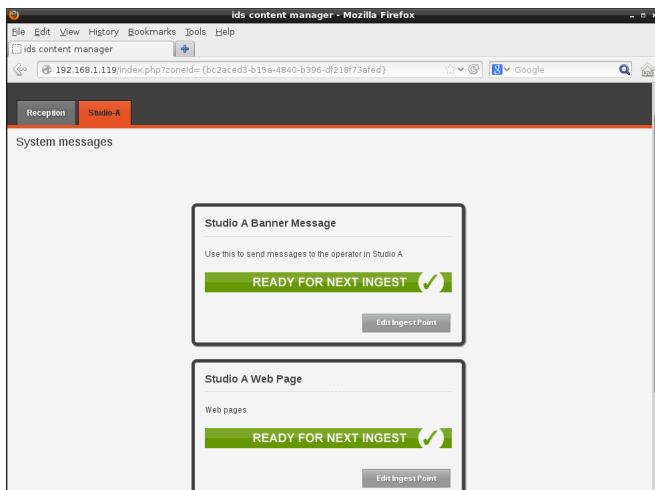 ids content manager - Mozilla Firefox
File Edit View History Bookmarks Tools Help
ids content manager
192.168.1.119/index.php?zoneId={bc2aced3-b15a-4840-b396-df218f73afed} Google
Reception Studio-A
System messages
Studio A Banner Message
Use this to send messages to the operator in Studio A
READY FOR NEXT INGEST
Edit Ingest Point
Studio A Web Page
Web pages
READY FOR NEXT INGEST
Edit Ingest Point